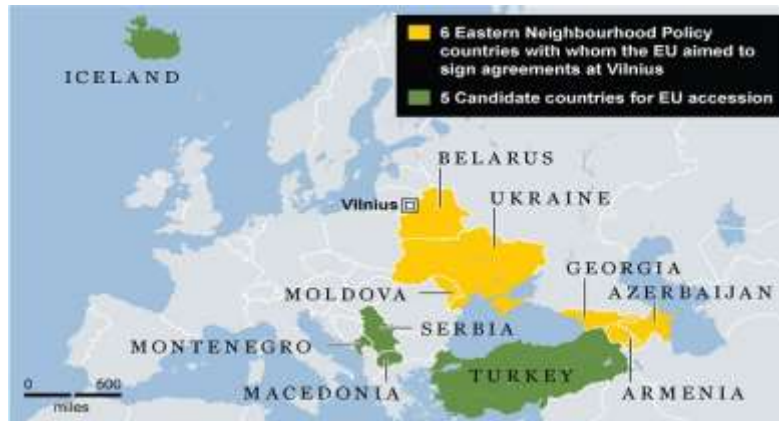 6 Eastern Neighbourhood Policy
countries with whom the EU aimed to
sign agreements at Vilnius
5 Candidate countries for EU accession
ICELAND
BELARUS
Vilnius
UKRAINE
GEORGIA
AZERBAIJAN
MOLDOVA
SERBIA
MONTENEGRO
MACEDONIA
TURKEY
ARMENIA
0 500
miles